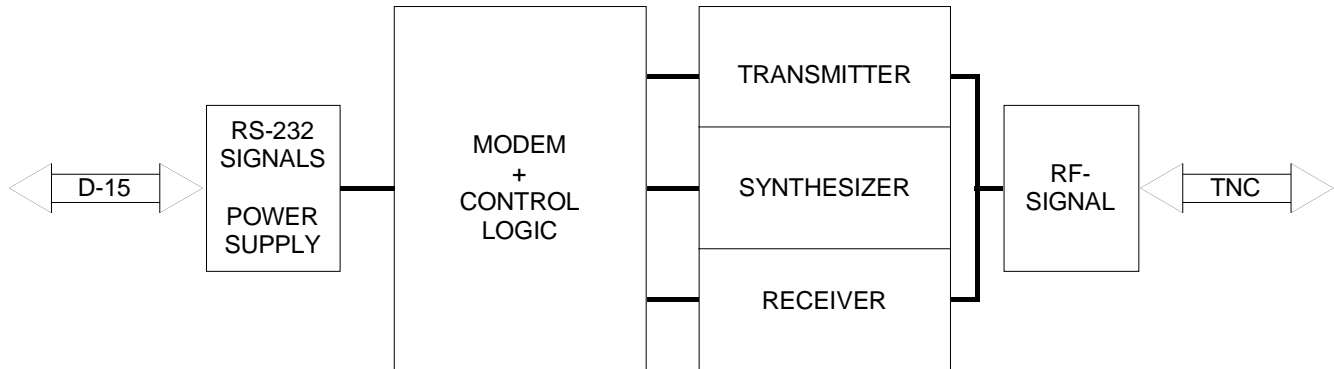 D-15
RS-232
SIGNALS
POWER
SUPPLY
MODEM
+
CONTROL
LOGIC
TRANSMITTER
SYNTHESIZER
RECEIVER
RF-
SIGNAL
TNC